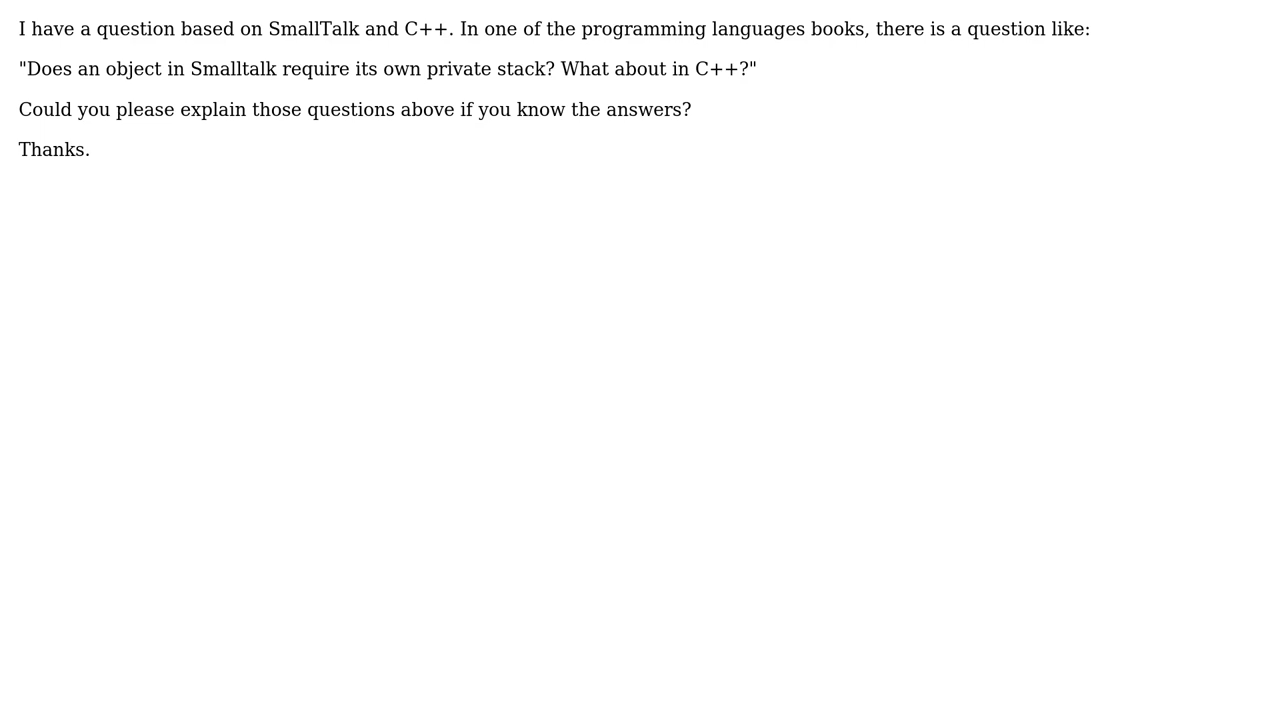 I have a question based on SmallTalk and C++. In one of the programming languages books, there is a question like:
"Does an object in Smalltalk require its own private stack? What about in C++?"
Could you please explain those questions above if you know the answers?
Thanks.